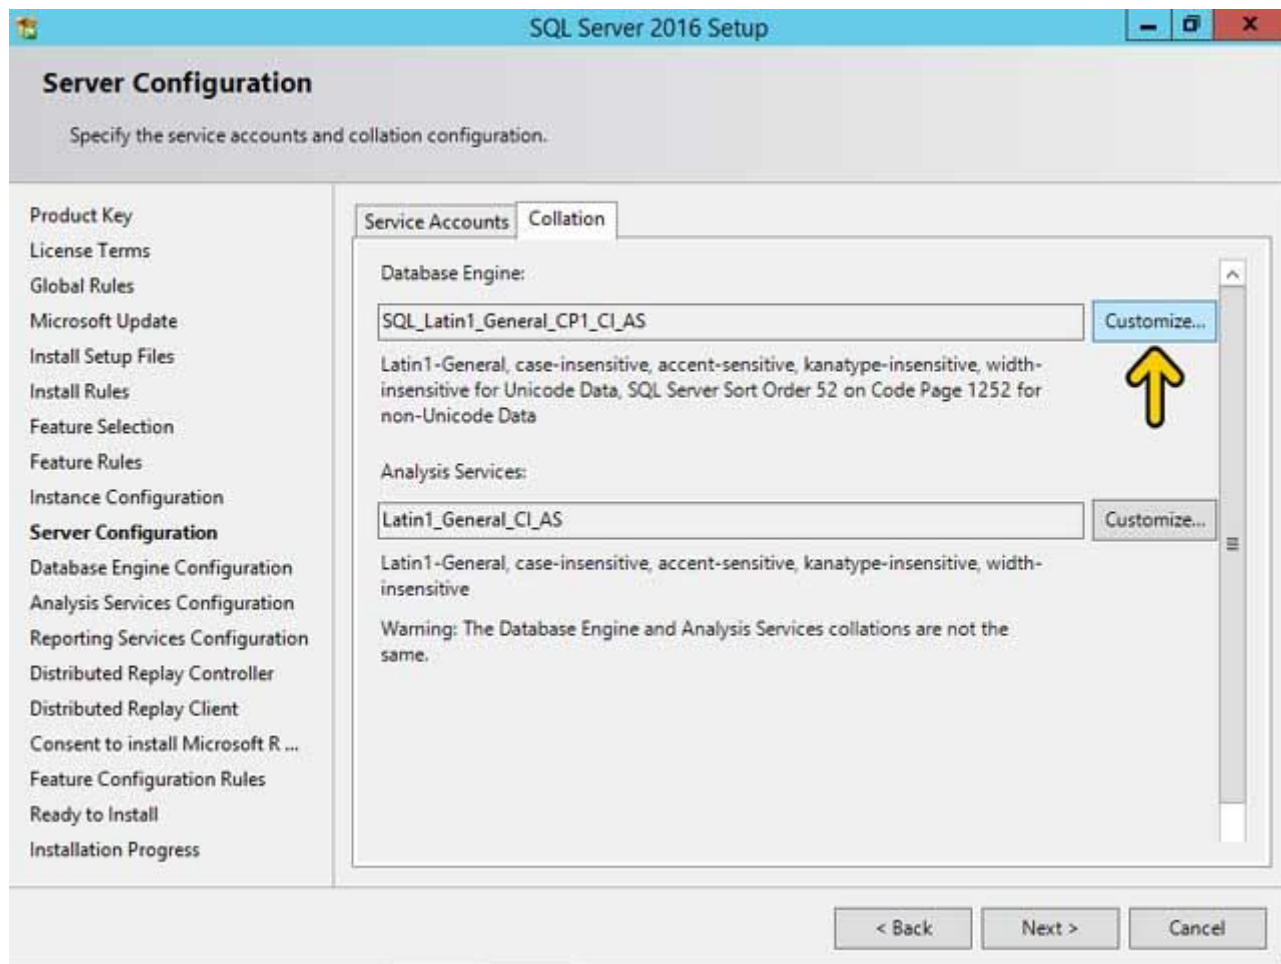 SQL Server 2016 Setup
Server Configuration
Specify the service accounts and collation configuration.
Product Key
License Terms
Global Rules
Microsoft Update
Install Setup Files
Install Rules
Feature Selection
Feature Rules
Instance Configuration
Server Configuration
Database Engine Configuration
Analysis Services Configuration
Reporting Services Configuration
Distributed Replay Controller
Distributed Replay Client
Consent to install Microsoft R ...
Feature Configuration Rules
Ready to Install
Installation Progress
Service Accounts Collation
Database Engine:
SQL_Latin1_General_CP1_CI_AS Customize...
Latin1-General, case-insensitive, accent-sensitive, kanatype-insensitive, width-
insensitive for Unicode Data, SQL Server Sort Order 52 on Code Page 1252 for
non-Unicode Data
Analysis Services:
Latin1_General_CI_AS Customize...
Latin1-General, case-insensitive, accent-sensitive, kanatype-insensitive, width-
insensitive
Warning: The Database Engine and Analysis Services collations are not the
same.
< Back Next > Cancel